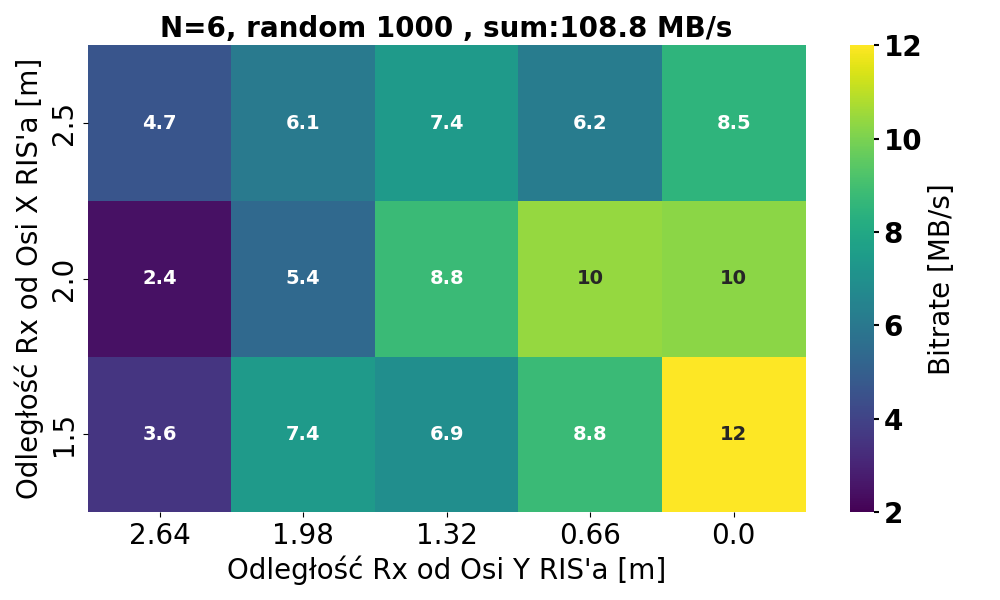 N=6, random 1000 , sum:108.8 MB/s
Odległość Rx od Osi X RIS'a [m]
2.5
2.0
1.5
4.7 6.1 7.4 6.2 8.5
2.4 5.4 8.8 10 10
3.6 7.4 6.9 8.8 12
2.64 1.98 1.32 0.66 0.0
Odległość Rx od Osi Y RIS'a [m]
12
10
8
6
4
2
Bitrate [MB/s]